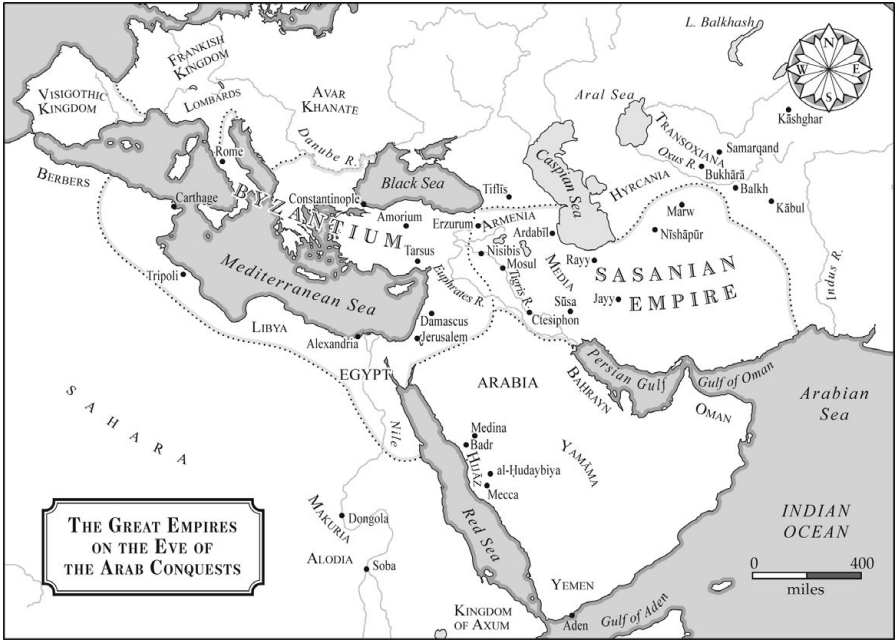 L. Balkhash
FRANKISH
KINGDOM
N
W E
S
VISIGOTHIC
KINGDOM
LOMBARDS
AVAR
KHANATE
Aral Sea
Kāshghar
TRANSOXIANA
Samarqand
Oxus R.
Bukhārā
Danube R.
Rome
Caspian Sea
HYRCANIA
Balkh
BERBERS
Black Sea
Tiflīs
Kābul
Carthage
Constantinople
BYZANTIUM
Amorium
Erzurum
ARMENIA
Marw
Ardabīl
Nīshāpūr
Tarsus
Nisibis
Mosul
MEDIA
Rayy
SASANIAN
EMPIRE
Mediterranean Sea
Tripoli
Euphrates R.
Tigris R.
Sūsa
Jayy
Indus R.
Ctesiphon
Damascus
LIBYA
Jerusalem
Alexandria
EGYPT
Persian Gulf
Gulf of Oman
ARABIA
BAHRAYN
Arabian
Sea
OMAN
SAHARA
Nile
Medina
Badr
HIJĀZ
YAMĀMA
al-Ḥudaybiya
Mecca
Red Sea
THE GREAT EMPIRES
ON THE EVE OF
THE ARAB CONQUESTS
MAKURIA
Dongola
INDIAN
OCEAN
ALODIA
Soba
0 400
miles
YEMEN
KINGDOM
OF AXUM
Aden
Gulf of Aden